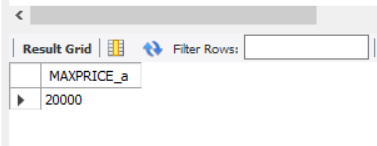 Result Grid Filter Rows:
MAXPRICE_a
20000